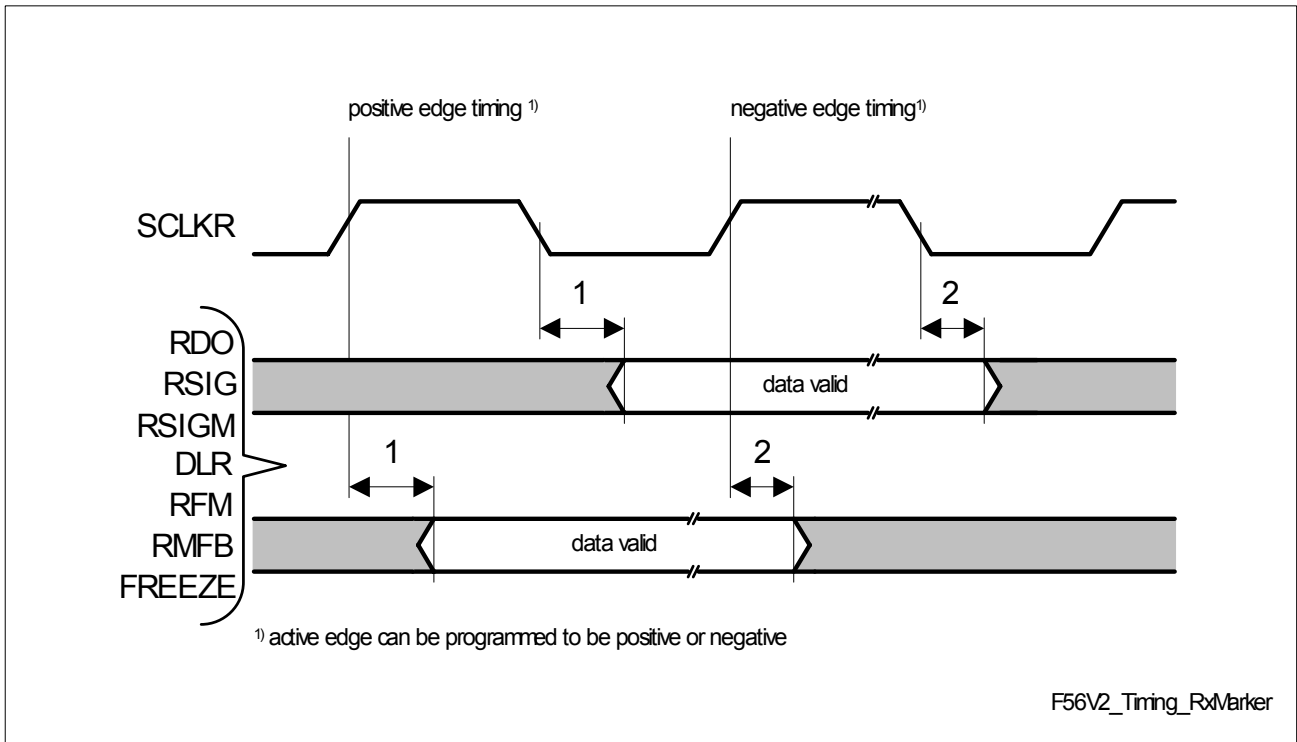 positive edge timing 1)
negative edge timing1)
SCLKR
1
2
RDO
RSIG
data valid
RSIGM
DLR
1
2
RFM
RMFB
data valid
FREEZE
1) active edge can be programmed to be positive or negative
F56V2_Timing_RxMarker